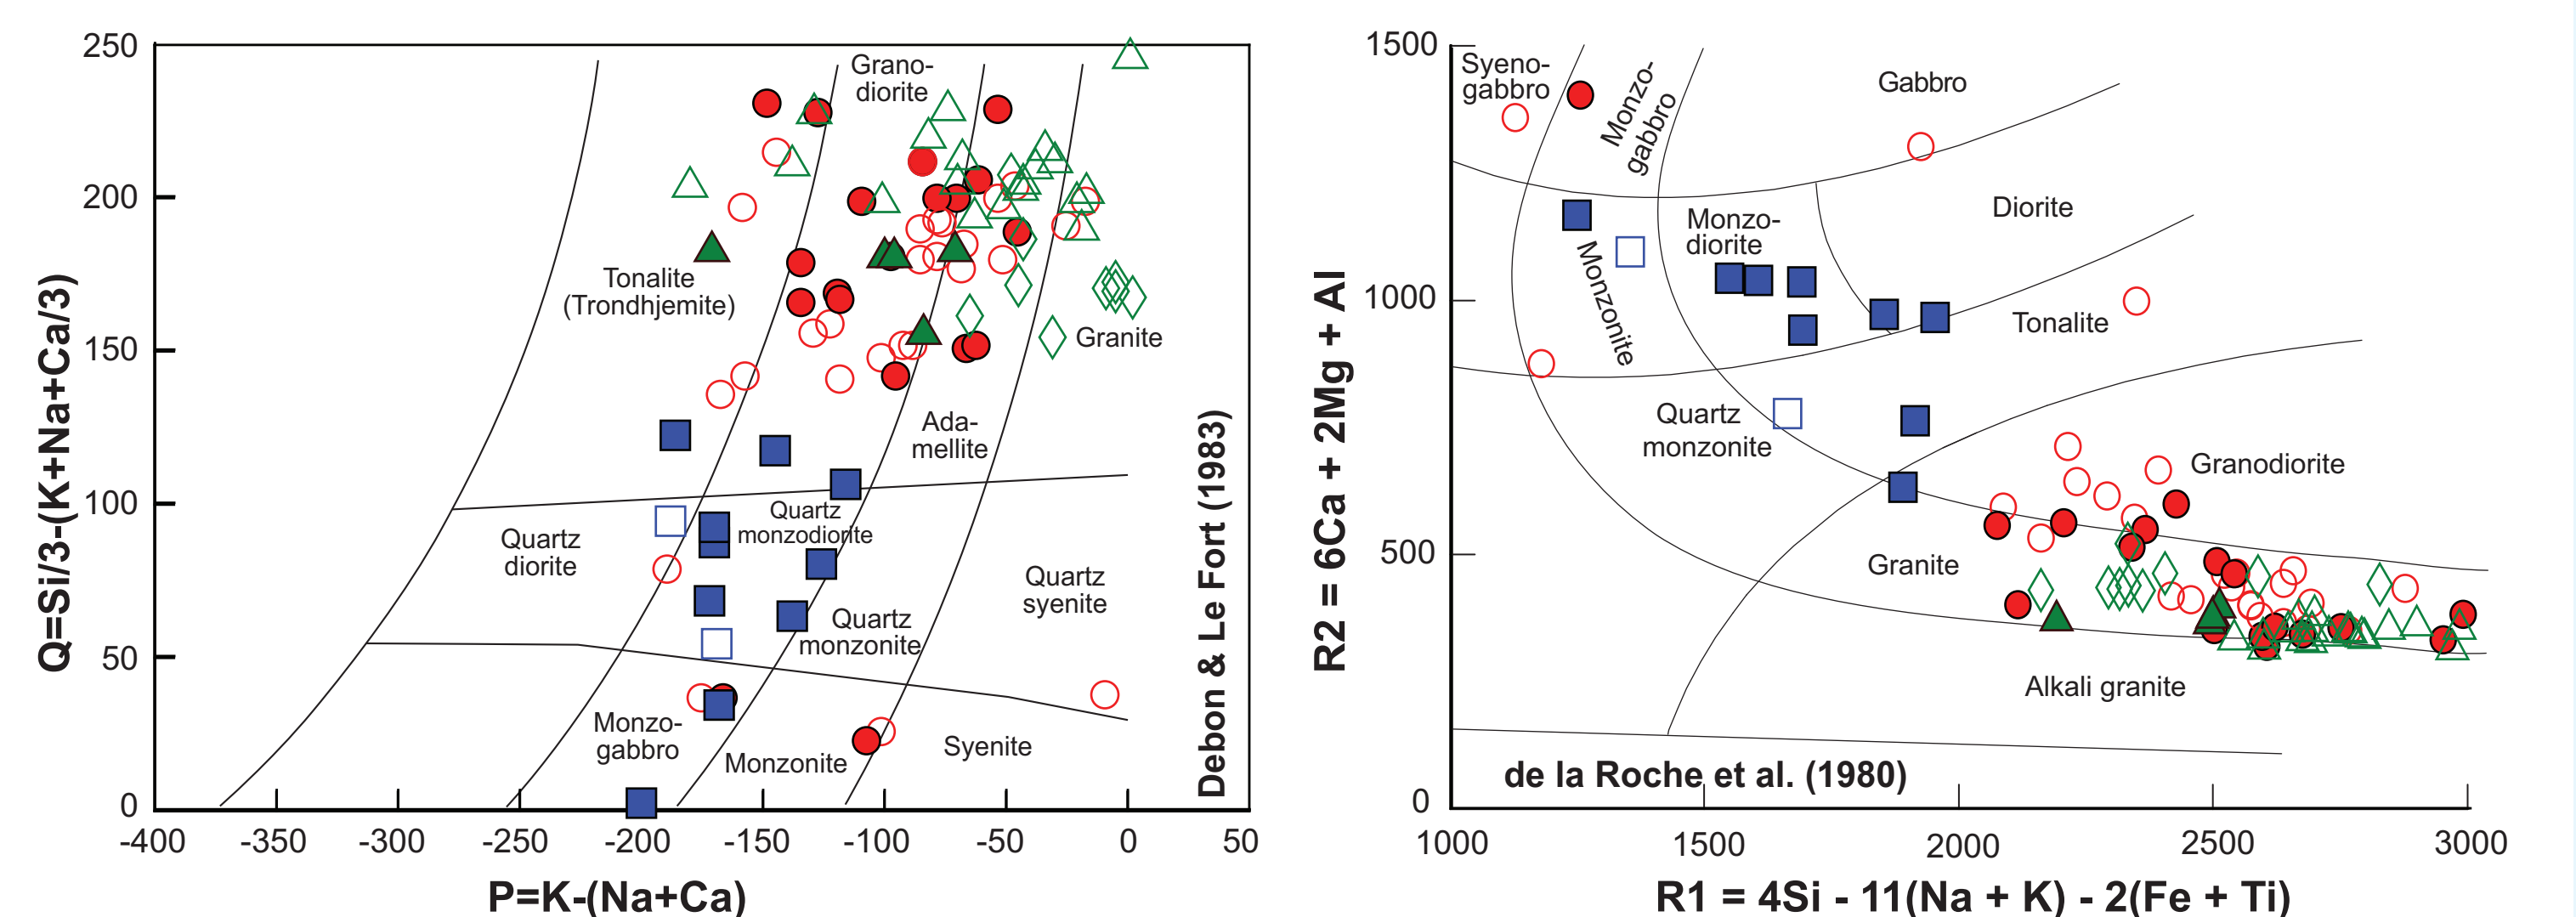 250
200
150
100
50
0
-400
-350
-300
-250
-200
-150
-100
-50
0
50
Q=Si/3-(K+Na+Ca/3)
P=K-(Na+Ca)
Grano-
diorite
Tonalite
(Trondhjemite)
Granite
Ada-
mellite
Quartz
diorite
Quartz
monzodiorite
Quartz
syenite
Quartz
monzonite
Monzo-
gabbro
Monzonite
Syenite
Debon & Le Fort (1983)
1500
1000
500
0
1000
1500
2000
2500
3000
R2 = 6Ca + 2Mg + Al
R1 = 4Si - 11(Na + K) - 2(Fe + Ti)
Syeno-
gabbro
Monzo-
gabbro
Gabbro
Monzo-
diorite
Diorite
Monzonite
Tonalite
Quartz
monzonite
Granodiorite
Granite
Alkali granite
de la Roche et al. (1980)